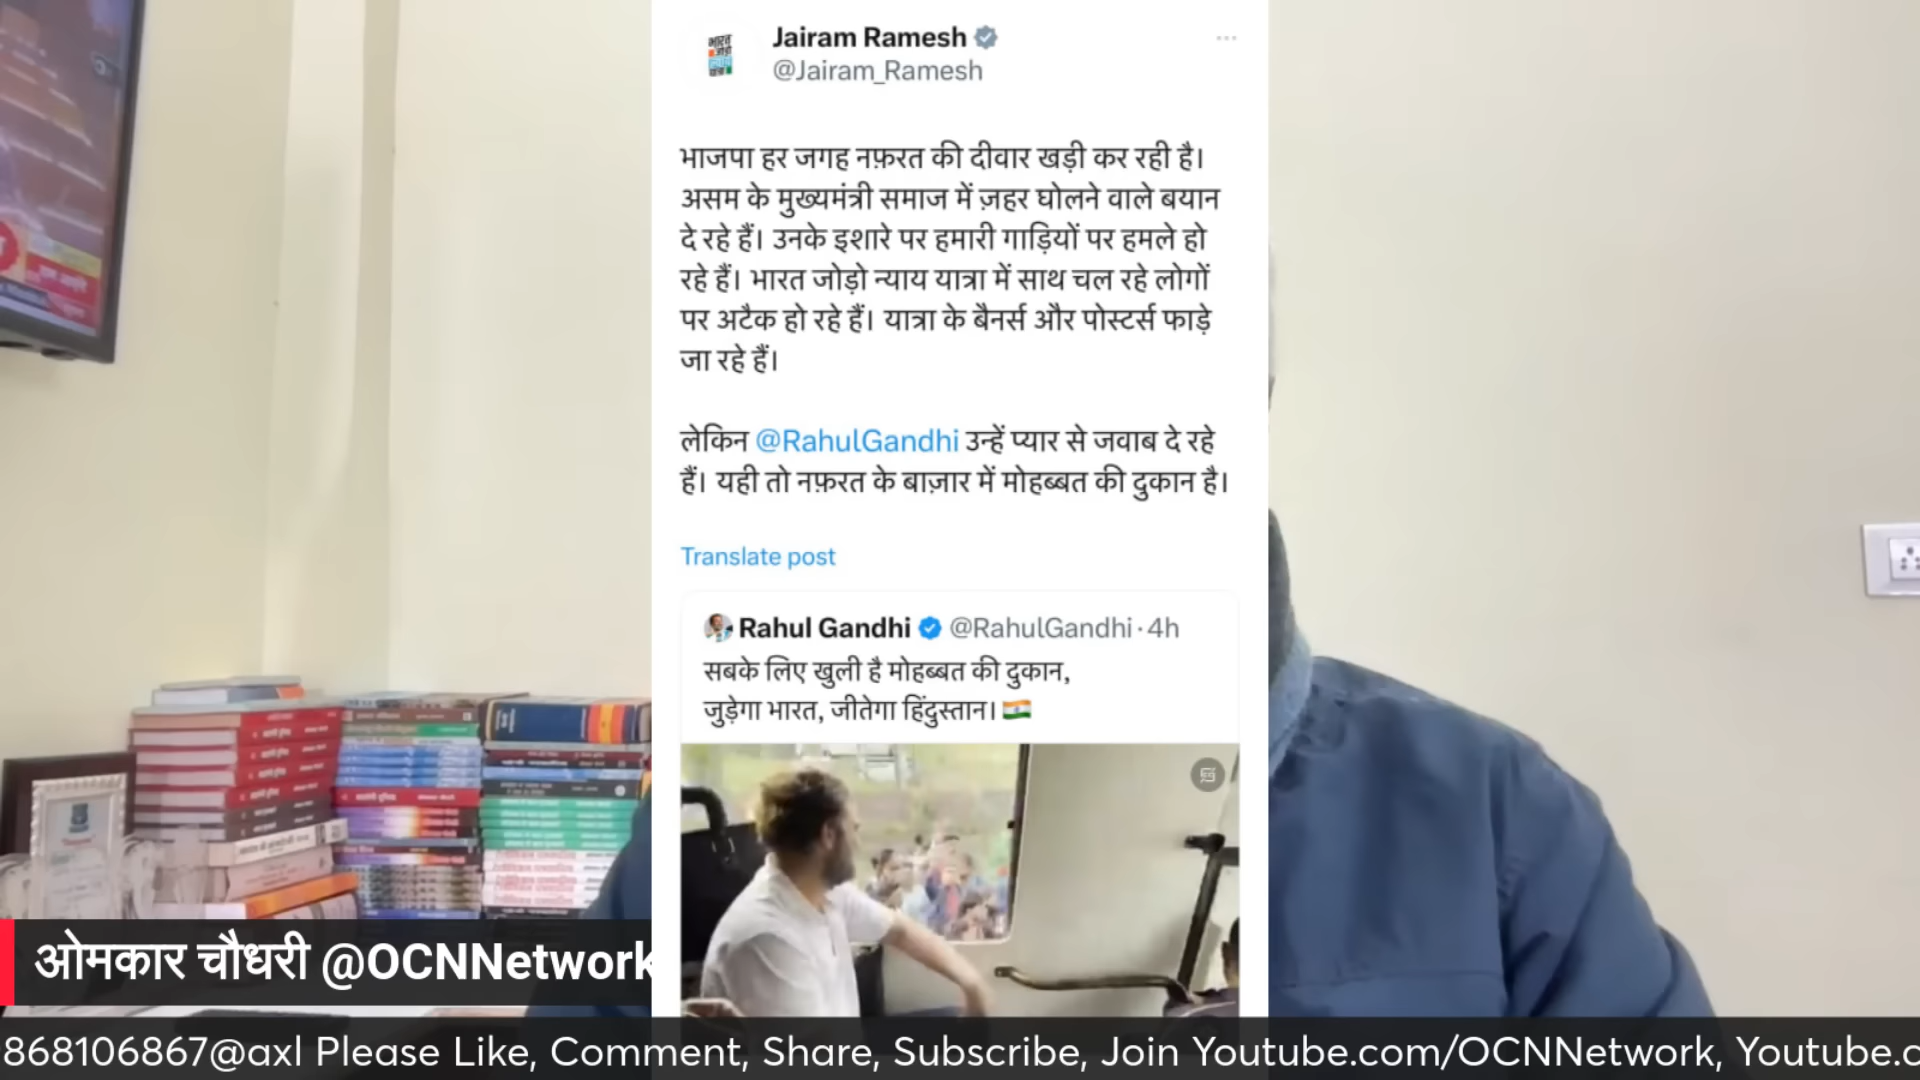 Jairam Ramesh
@Jairam_Ramesh
भाजपा हर जगह नफ़रत की दीवार खड़ी कर रही है।
असम के मुख्यमंत्री समाज में ज़हर घोलने वाले बयान
दे रहे हैं। उनके इशारे पर हमारी गाड़ियों पर हमले हो
रहे हैं। भारत जोड़ो न्याय यात्रा में साथ चल रहे लोगों
पर अटैक हो रहे हैं। यात्रा के बैनर्स और पोस्टर्स फाड़े
जा रहे हैं।
लेकिन @RahulGandhi उन्हें प्यार से जवाब दे रहे
हैं। यही तो नफ़रत के बाज़ार में मोहब्बत की दुकान है।
Translate post
Rahul Gandhi @RahulGandhi · 4h
सबके लिए खुली है मोहब्बत की दुकान,
जुड़ेगा भारत, जीतेगा हिंदुस्तान।
ओमकार चौधरी @OCNNetwork
868106867@axl Please Like, Comment, Share, Subscribe, Join Youtube.com/OCNNetwork, Youtube.c